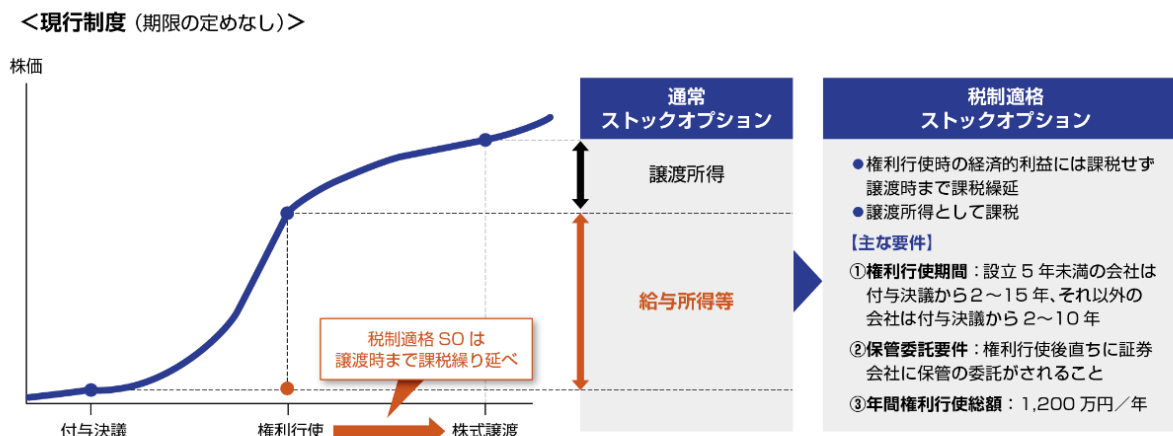 ＜現行制度（期限の定めなし）＞
株価
税制適格 SO は
譲渡時まで課税繰り延べ
付与決議
権利行使
株式譲渡
通常
ストックオプション
譲渡所得
給与所得等
税制適格
ストックオプション
●権利行使時の経済的利益には課税せず
譲渡時まで課税繰延
●譲渡所得として課税
【主な要件】
①権利行使期間：設立 5 年未満の会社は
付与決議から2～15 年、それ以外の
会社は付与決議から 2～10 年
②保管委託要件：権利行使後直ちに証券
会社に保管の委託がされること
③年間権利行使総額：1,200 万円／年